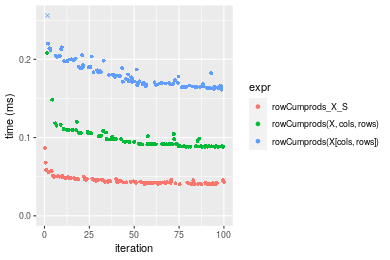 0.2
0.1
0.0
time (ms)
0
25
50
75
100
iteration
expr
rowCumprods_X_S
rowCumprods(X, cols, rows)
rowCumprods(X[cols, rows])